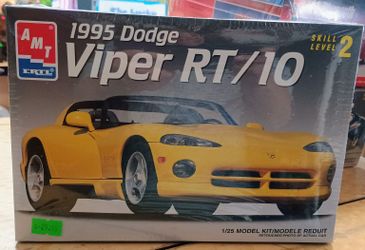 AMT
ERTL
1995 Dodge
Viper RT/10
SKILL
LEVEL 2
1/25 MODEL KIT/MODELE REDUIT